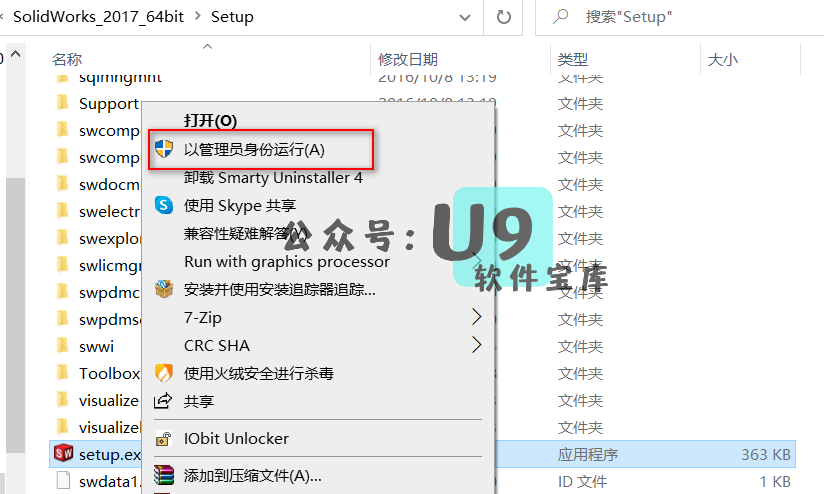 SolidWorks_2017_64bit > Setup
搜索"Setup"
名称 修改日期 类型 大小
sqlmngmnt 2016/10/8 13:19 文件夹
Support 2016/10/8 13:19 文件夹
打开(O)
swcomp 文件夹
以管理员身份运行(A)
swcomp 文件夹
卸载 Smarty Uninstaller 4
swdocm 文件夹
使用 Skype 共享
swelectr 文件夹
兼容性疑难解答(Y)
swexplor 文件夹
公众号:U9
软件宝库
Run with graphics processor
swlicmgr 文件夹
安装并使用安装追踪器追踪...
swpdmc 文件夹
7-Zip
swpdms 文件夹
CRC SHA
swwi 文件夹
使用火绒安全进行杀毒
Toolbox 文件夹
共享
visualize 文件夹
visualize 文件夹
IObit Unlocker
setup.ex 应用程序 363 KB
添加到压缩文件(A)...
swdata1. ID 文件 1 KB